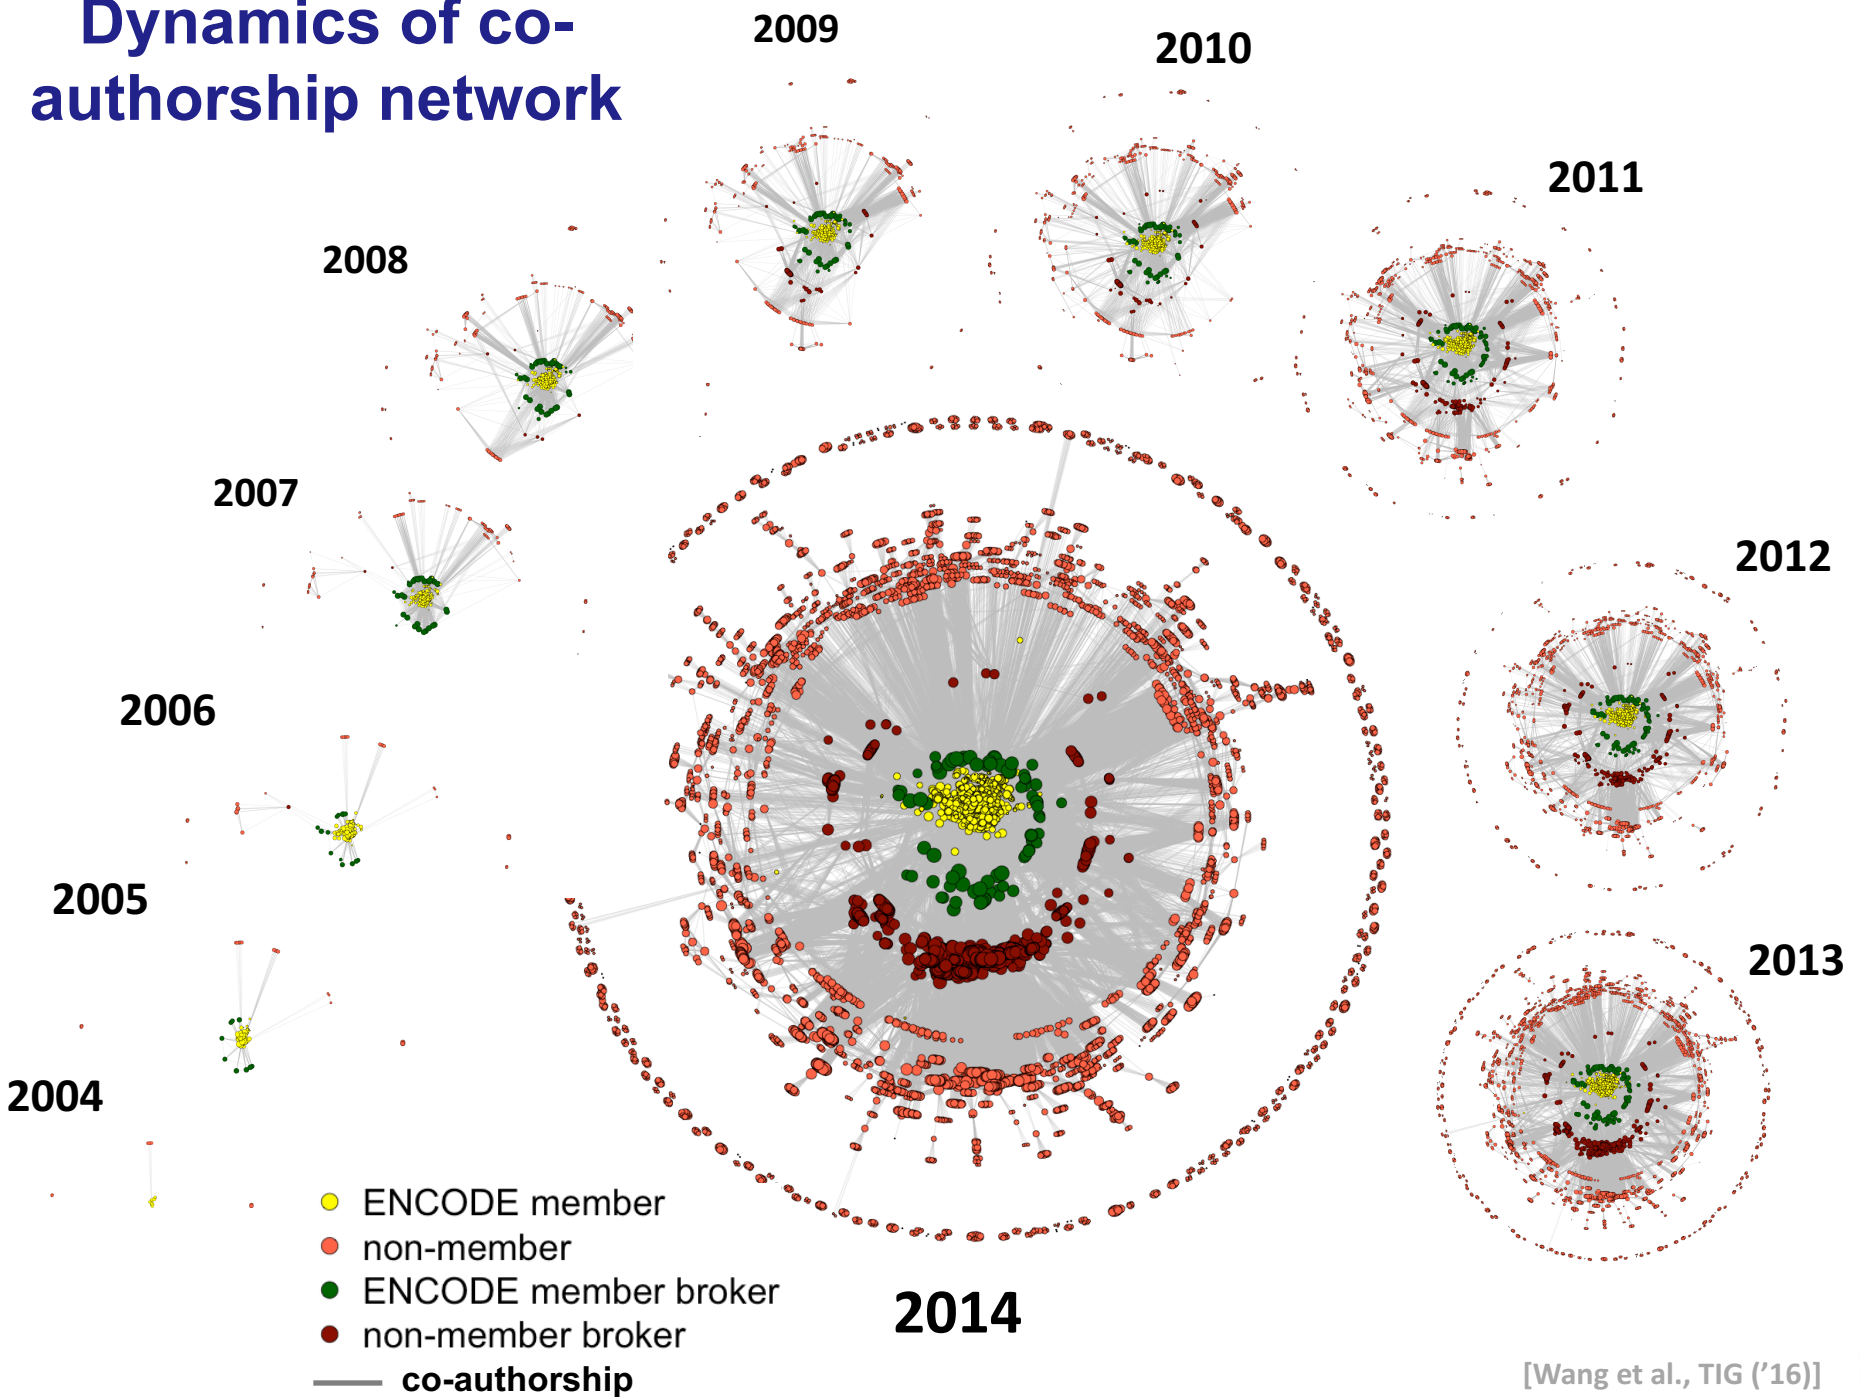 Dynamics of co-
authorship network
2009
2010
2011
2008
2007
2012
2006
2005
2013
2004
ENCODE member
non-member
ENCODE member broker
non-member broker
co-authorship
2014
[Wang et al., TIG (’16)]